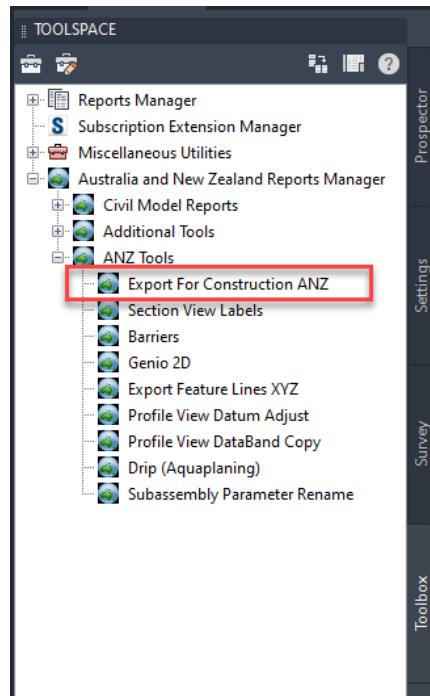 TOOLSPACE
Reports Manager
S Subscription Extension Manager
Miscellaneous Utilities
Australia and New Zealand Reports Manager
Civil Model Reports
Additional Tools
ANZ Tools
Export For Construction ANZ
Section View Labels
Barriers
Genio 2D
Export Feature Lines XYZ
Profile View Datum Adjust
Profile View DataBand Copy
Drip (Aquaplaning)
Subassembly Parameter Rename
Prospector
Settings
Survey
Toolbox